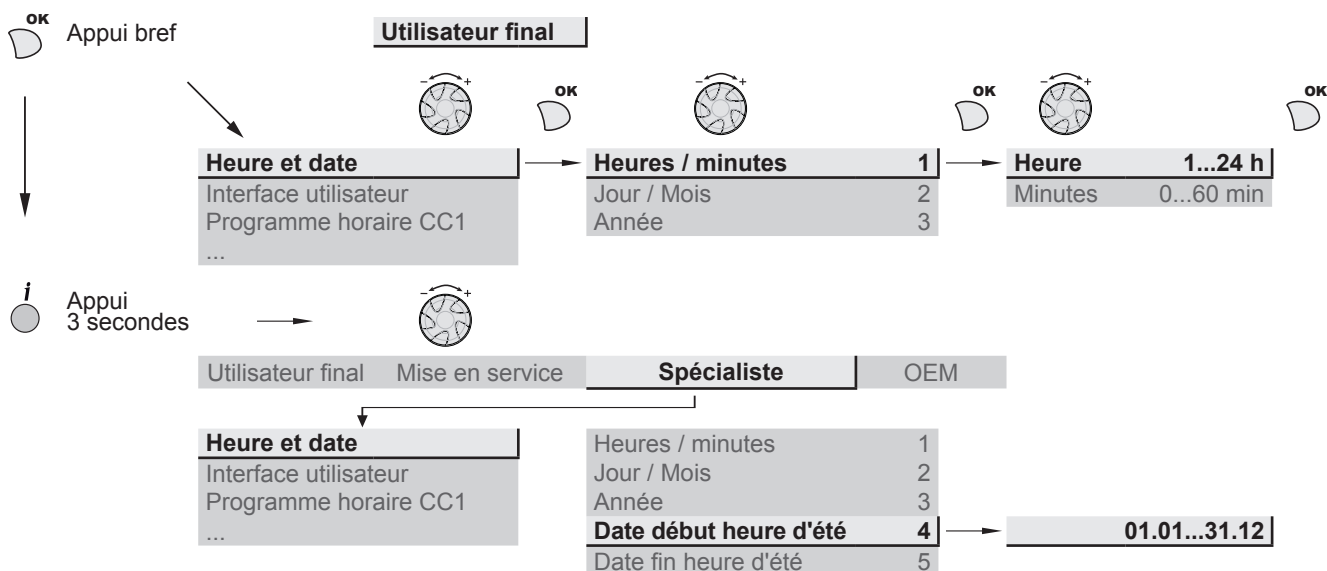 OK
Appui bref
Utilisateur final
- +
OK
- +
OK
- +
OK
Heure et date
Interface utilisateur
Programme horaire CC1
...
Heures / minutes 1
Jour / Mois 2
Année 3
Heure 1...24 h
Minutes 0...60 min
i
Appui
3 secondes
- +
Utilisateur final Mise en service Spécialiste OEM
Heure et date
Interface utilisateur
Programme horaire CC1
...
Heures / minutes 1
Jour / Mois 2
Année 3
Date début heure d'été 4
Date fin heure d'été 5
01.01...31.12